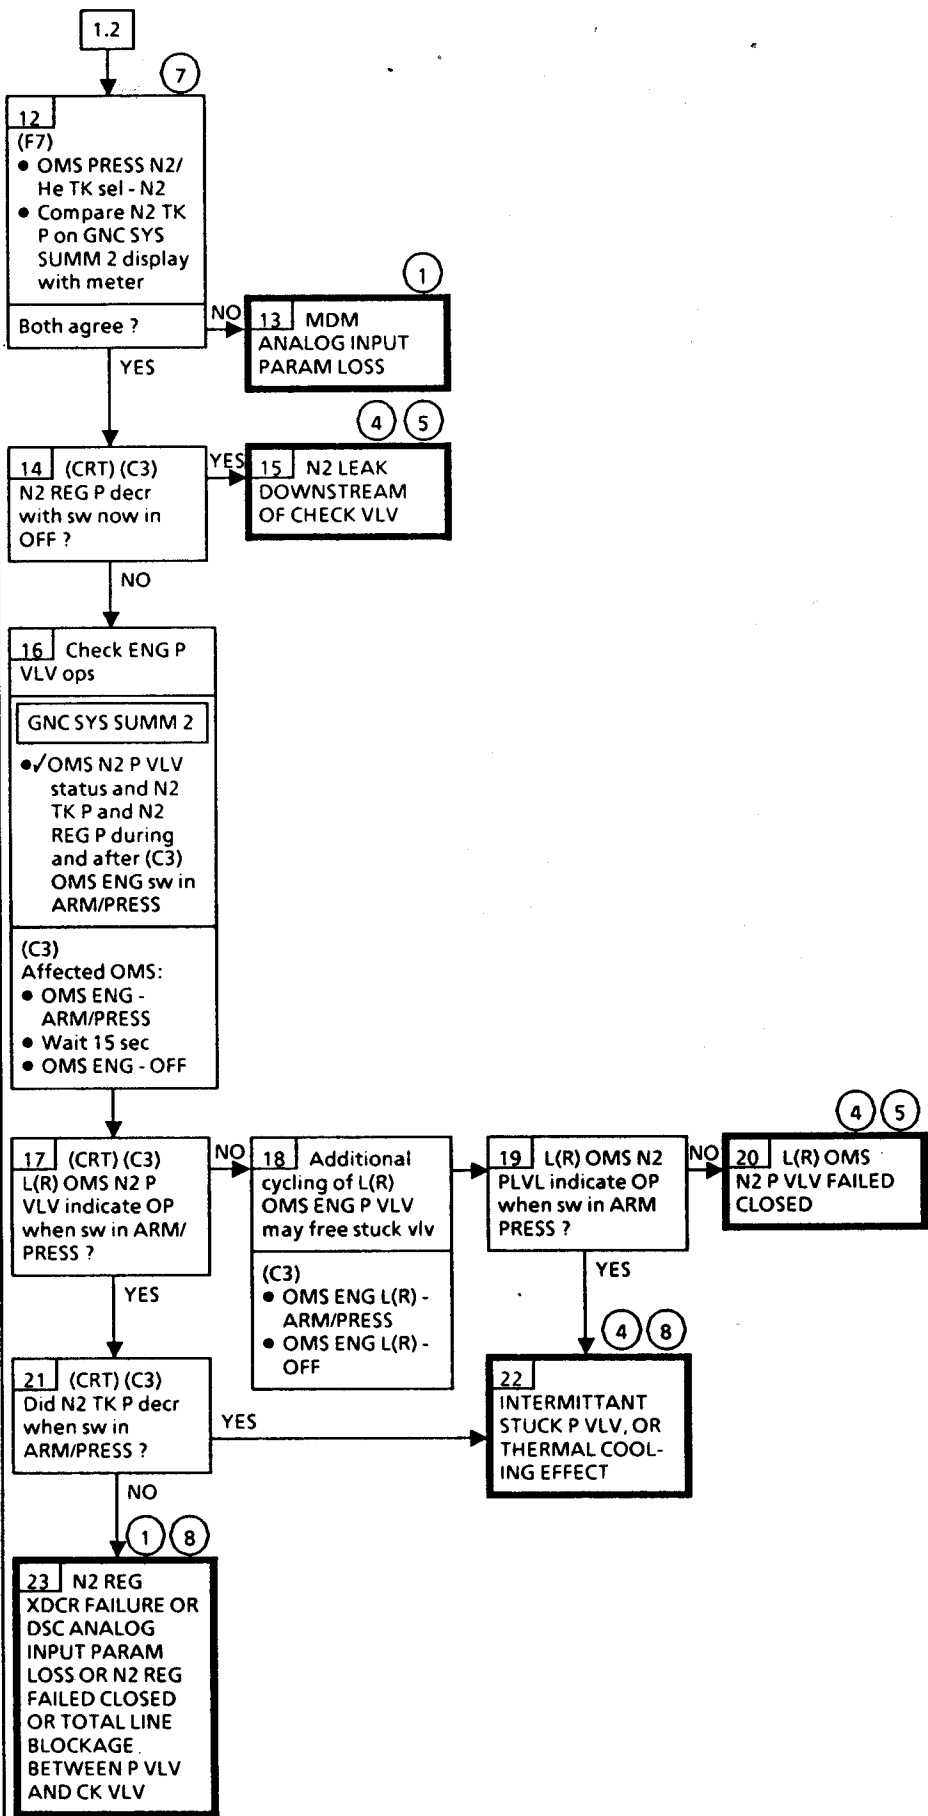 1.2
7
12
(F7)
• OMS PRESS N2/
He TK sel - N2
• Compare N2 TK
P on GNC SYS
SUMM 2 display
with meter
Both agree ?
NO
YES
1
13 MDM
ANALOG INPUT
PARAM LOSS
14 (CRT) (C3)
N2 REG P decr
with sw now in
OFF ?
YES
NO
4 5
15 N2 LEAK
DOWNSTREAM
OF CHECK VLV
16 Check ENG P
VLV ops
GNC SYS SUMM 2
•√OMS N2 P VLV
status and N2
TK P and N2
REG P during
and after (C3)
OMS ENG sw in
ARM/PRESS
(C3)
Affected OMS:
• OMS ENG -
ARM/PRESS
• Wait 15 sec
• OMS ENG - OFF
17 (CRT) (C3)
L(R) OMS N2 P
VLV indicate OP
when sw in ARM/
PRESS ?
NO
YES
18 Additional
cycling of L(R)
OMS ENG P VLV
may free stuck vlv
(C3)
• OMS ENG L(R) -
ARM/PRESS
• OMS ENG L(R) -
OFF
19 L(R) OMS N2
PLVL indicate OP
when sw in ARM
PRESS ?
NO
YES
4 5
20 L(R) OMS
N2 P VLV FAILED
CLOSED
21 (CRT) (C3)
Did N2 TK P decr
when sw in
ARM/PRESS ?
YES
NO
4 8
22
INTERMITTANT
STUCK P VLV, OR
THERMAL COOL-
ING EFFECT
1 8
23 N2 REG
XDCR FAILURE OR
DSC ANALOG
INPUT PARAM
LOSS OR N2 REG
FAILED CLOSED
OR TOTAL LINE
BLOCKAGE
BETWEEN P VLV
AND CK VLV